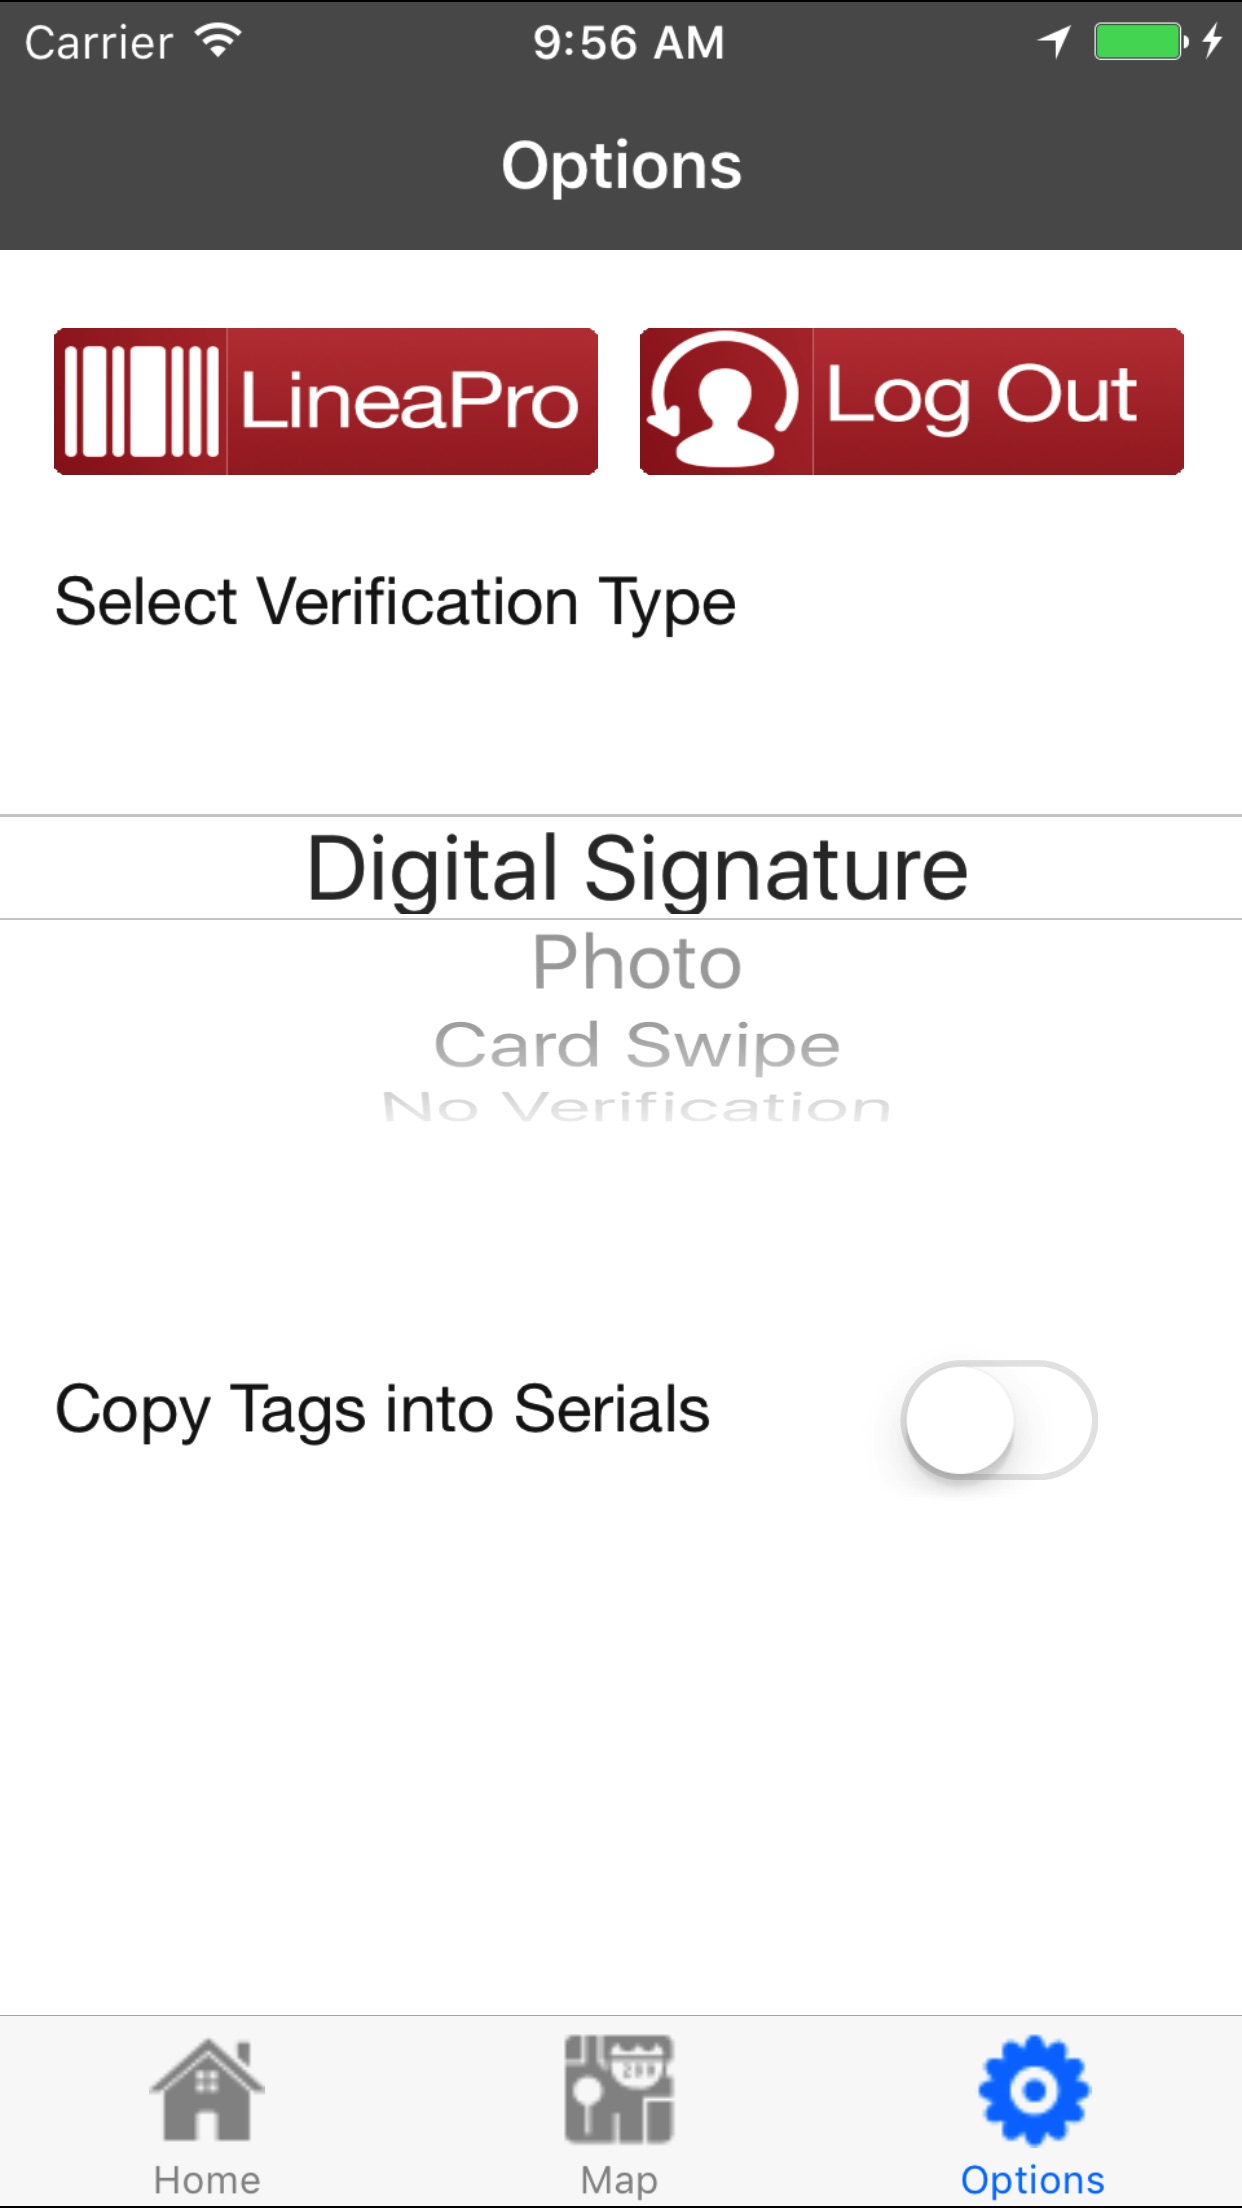 Carrier 9:56 AM
Options
LineaPro Log Out
Select Verification Type
Digital Signature
Photo
Card Swipe
No Verification
Copy Tags into Serials
Home Map Options